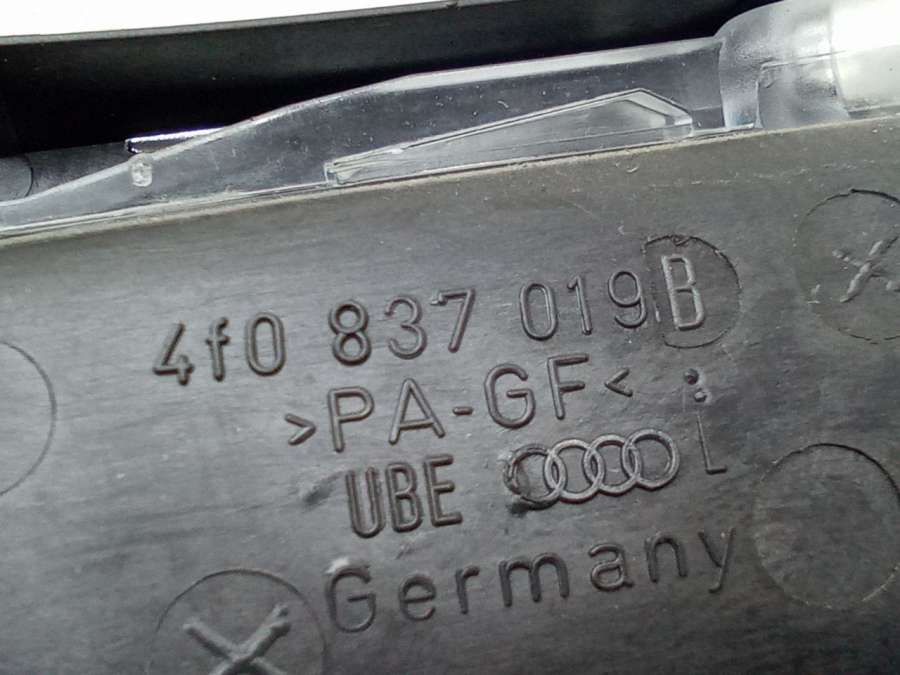 4f0 837 019 B
>PA-GF<
UBE L
Germany